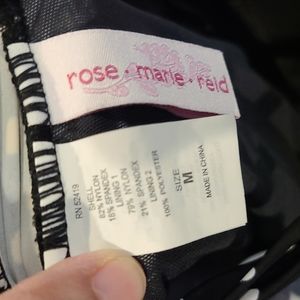 rose • marie • reid
RN 52419
SHELL
82% NYLON
18% SPANDEX
LINING 1
79% NYLON
21% SPANDEX
LINING 2
100% POLYESTER
SIZE
M
MADE IN CHINA